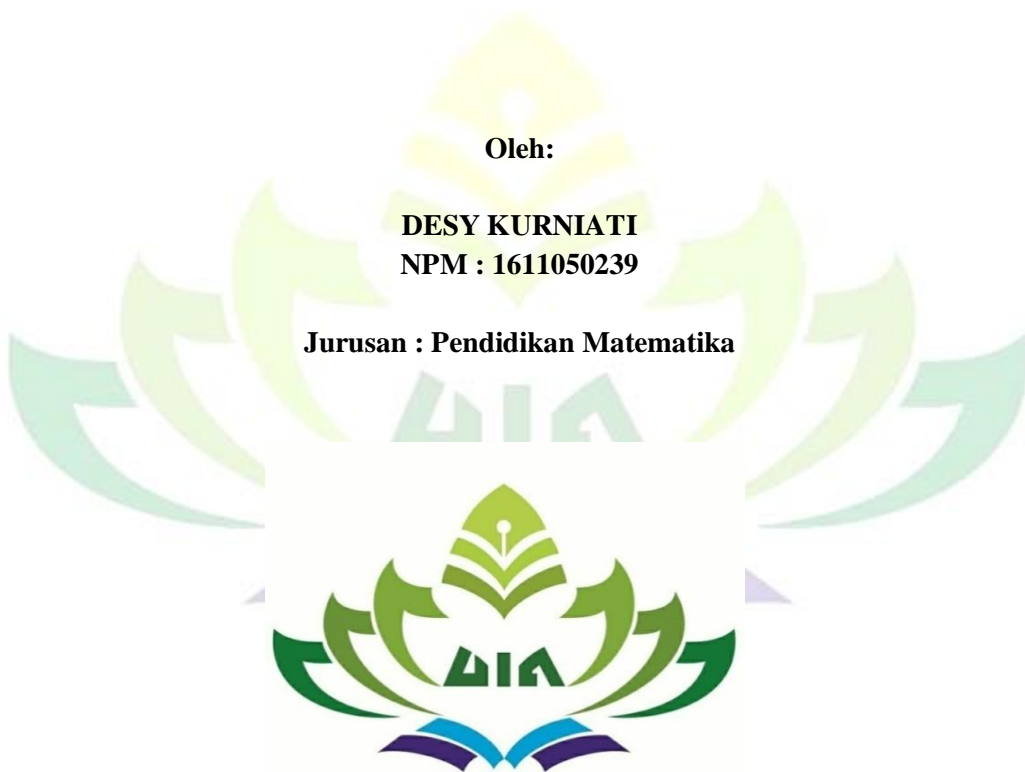 Oleh:
DESY KURNIATI
NPM : 1611050239
Jurusan : Pendidikan Matematika
UIN